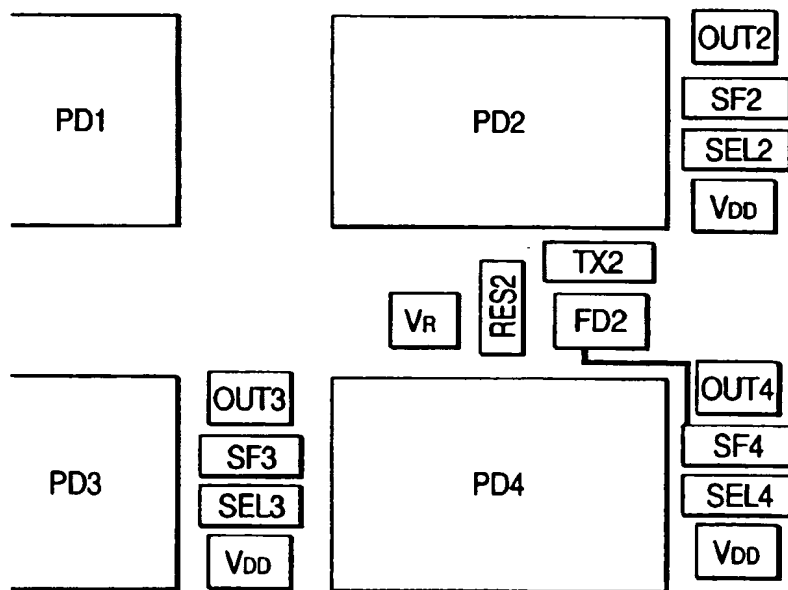 OUT2
PD1
PD2
SF2
SEL2
VDD
TX2
RES2
VR
FD2
OUT3
OUT4
SF3
SF4
PD3
PD4
SEL3
SEL4
VDD
VDD